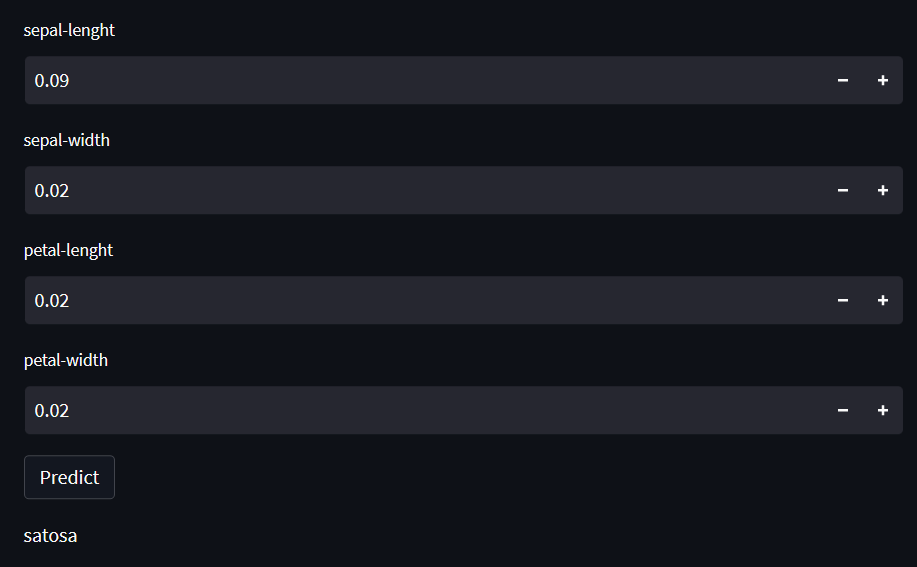 sepal-lenght
0.09
sepal-width
0.02
petal-lenght
0.02
petal-width
0.02
Predict
satosa